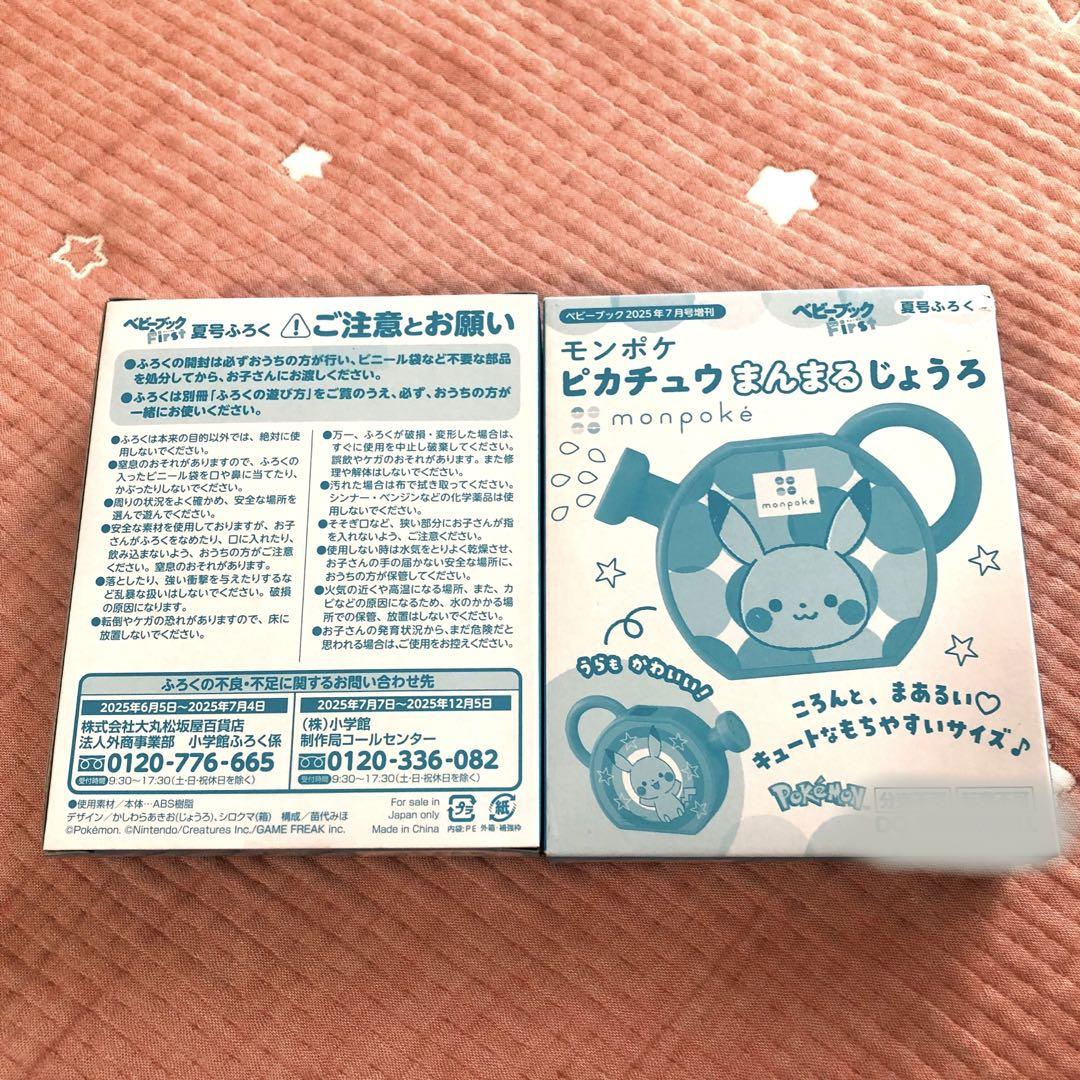 ベビーブック
First
夏号ふろく
ご注意とお願い
●ふろくの開封は必ずおうちの方が行い、ビニール袋など不要な部品
を処分してから、お子さんにお渡しください。
●ふろくは別冊「ふろくの遊び方」をご覧のうえ、必ず、おうちの方が
一緒にお使いください。
●ふろくは本来の目的以外では、絶対に使
用しないでください。
●窒息のおそれがありますので、ふろくの
入ったビニール袋を口や鼻に当てたり、
かぶったりしないでください。
●周りの状況をよく確かめ、安全な場所を
選んで遊んでください。
●安全な素材を使用しておりますが、お子
さんがふろくをなめたり、口に入れたり、
飲み込まないよう、おうちの方がご注意
ください。窒息のおそれがあります。
●落としたり、強い衝撃を与えたりするな
ど乱暴な扱いはしないでください。破損
の原因になります。
●転倒やケガの恐れがありますので、床に
放置しないでください。
●万一、ふろくが破損・変形した場合は、
すぐに使用を中止し破棄してください。
誤飲やケガのおそれがあります。また修
理や解体はしないでください。
●汚れた場合は布で拭き取ってください。
シンナー・ベンジンなどの化学薬品は使
用しないでください。
●そそぎ口など、狭い部分にお子さんが指
を入れないよう、ご注意ください。
●使用しない時は水気をとりよく乾燥させ、
お子さんの手の届かない安全な場所に、
おうちの方が保管してください。
●火気の近くや高温になる場所、また、カ
ビなどの原因になるため、水のかかる場
所での保管、放置はしないでください。
●お子さんの発育状況から、まだ危険だと
思われる場合は、ご使用をお控えください。
ふろくの不良・不足に関するお問い合わせ先
2025年6月5日〜2025年7月4日
株式会社大丸松坂屋百貨店
法人外商事業部 小学館ふろく係
0120-776-665
受付時間 9:30〜17:30(土・日・祝休日を除く)
2025年7月7日〜2025年12月5日
(株)小学館
制作局コールセンター
0120-336-082
受付時間 9:30〜17:30(土・日・祝休日を除く)
●使用素材/本体…ABS樹脂
デザイン/かしわらあきお(じょうろ)、シロクマ(箱) 構成/苗代みほ
©Pokémon. ©Nintendo/Creatures Inc./GAME FREAK inc.
For sale in
Japan only
Made in China
プラ
内袋:PE
紙
外箱・補強枠
ベビーブック2025年7月号増刊
ベビーブック
First
夏号ふろく
モンポケ
ピカチュウまんまるじょうろ
monpoké
monpoké
うらも かわいい!
ころんと、まあるい♡
キュートなもちやすいサイズ♪
POKéMON